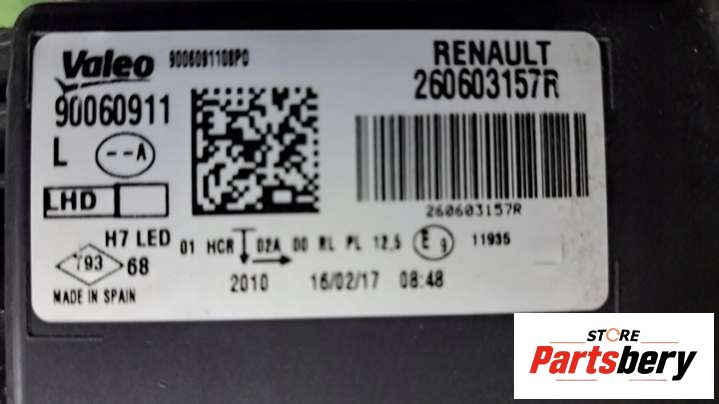 Valeo 9006091108P0 RENAULT
90060911 260603157R
L --A
LHD
260603157R
H7 LED 01 HCR 02A 00 RL PL 12,5 E9 11935
793 68 2010 16/02/17 08:48
MADE IN SPAIN
STORE
Partsbery